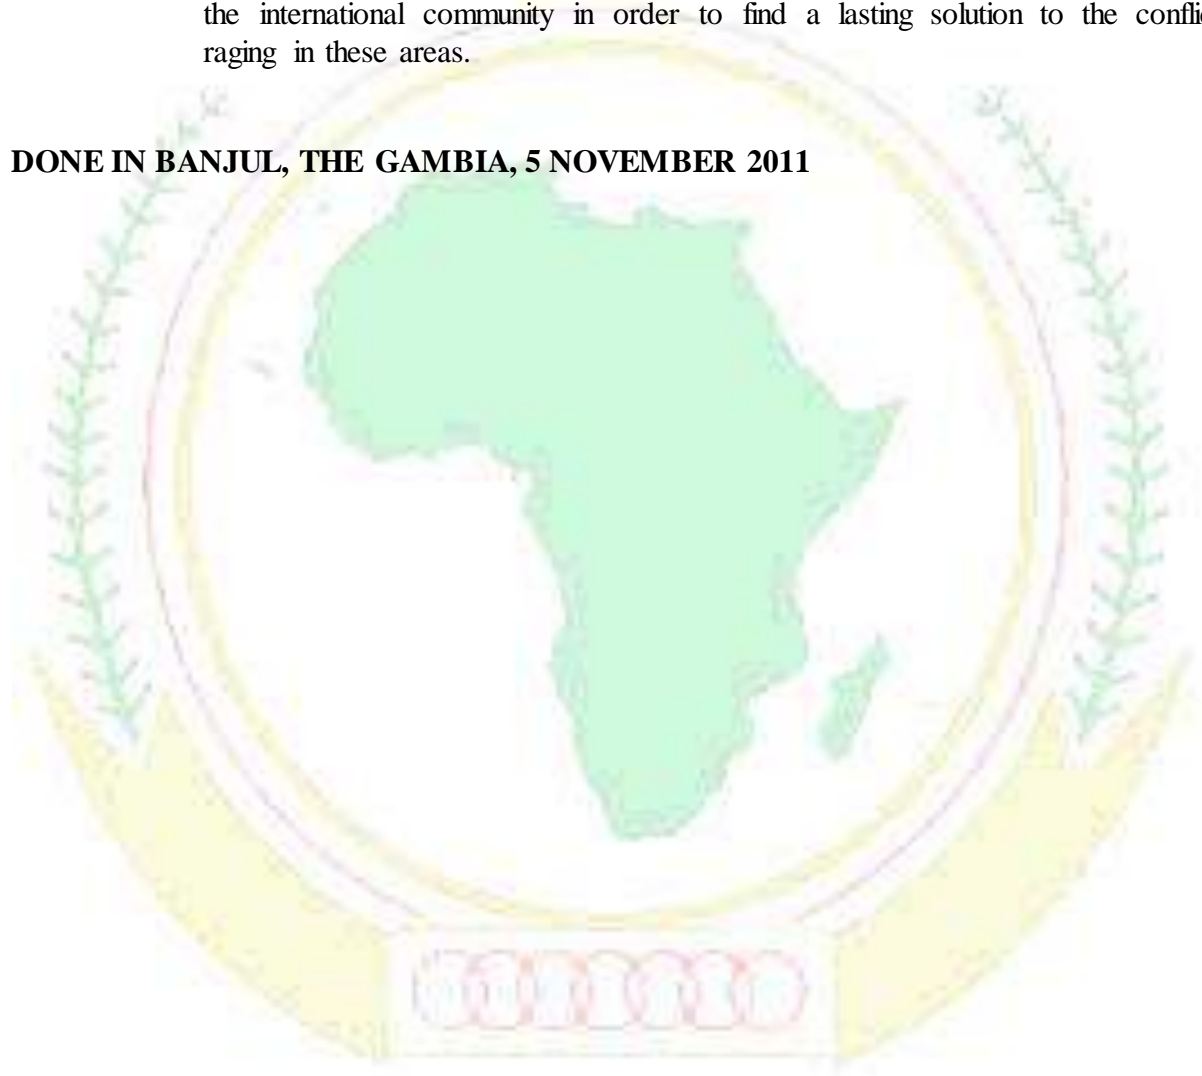 the international community in order to find a lasting solution to the
raging in these areas.
DONE IN BANJUL, THE GAMBIA, 5 NOVEMBER 2011